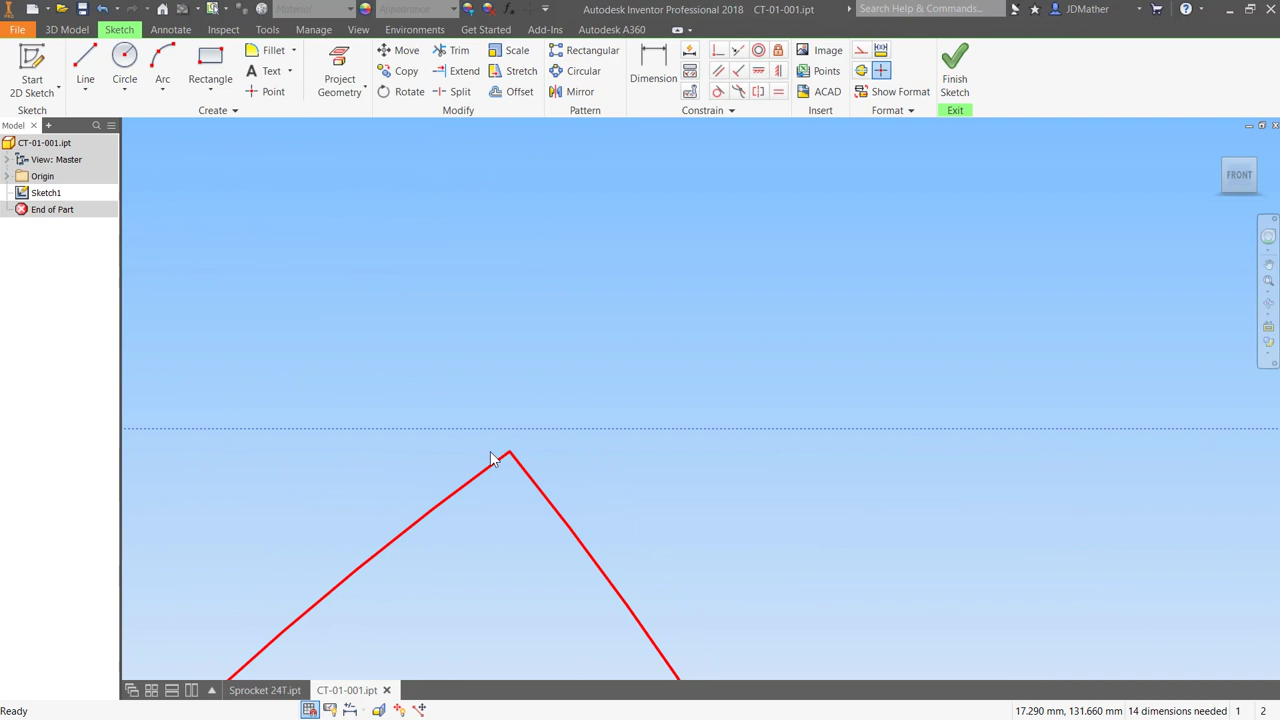 Material
Appearance
Autodesk Inventor Professional 2018 CT-01-001.ipt
Search Help & Commands...
JDMather
PRO
File 3D Model Sketch Annotate Inspect Tools Manage View Environments Get Started Add-Ins Autodesk A360
Start
2D Sketch
Line
Circle
Arc
Rectangle
Fillet
Text
Point
Project
Geometry
Move
Copy
Rotate
Trim
Extend
Split
Scale
Stretch
Offset
Rectangular
Circular
Mirror
Dimension
Image
Points
ACAD
Show Format
Finish
Sketch
Sketch Create Modify Pattern Constrain Insert Format Exit
Model
CT-01-001.ipt
View: Master
Origin
Sketch1
End of Part
FRONT
Sprocket 24T.ipt CT-01-001.ipt
Ready 17.290 mm, 131.660 mm 14 dimensions needed 1 2